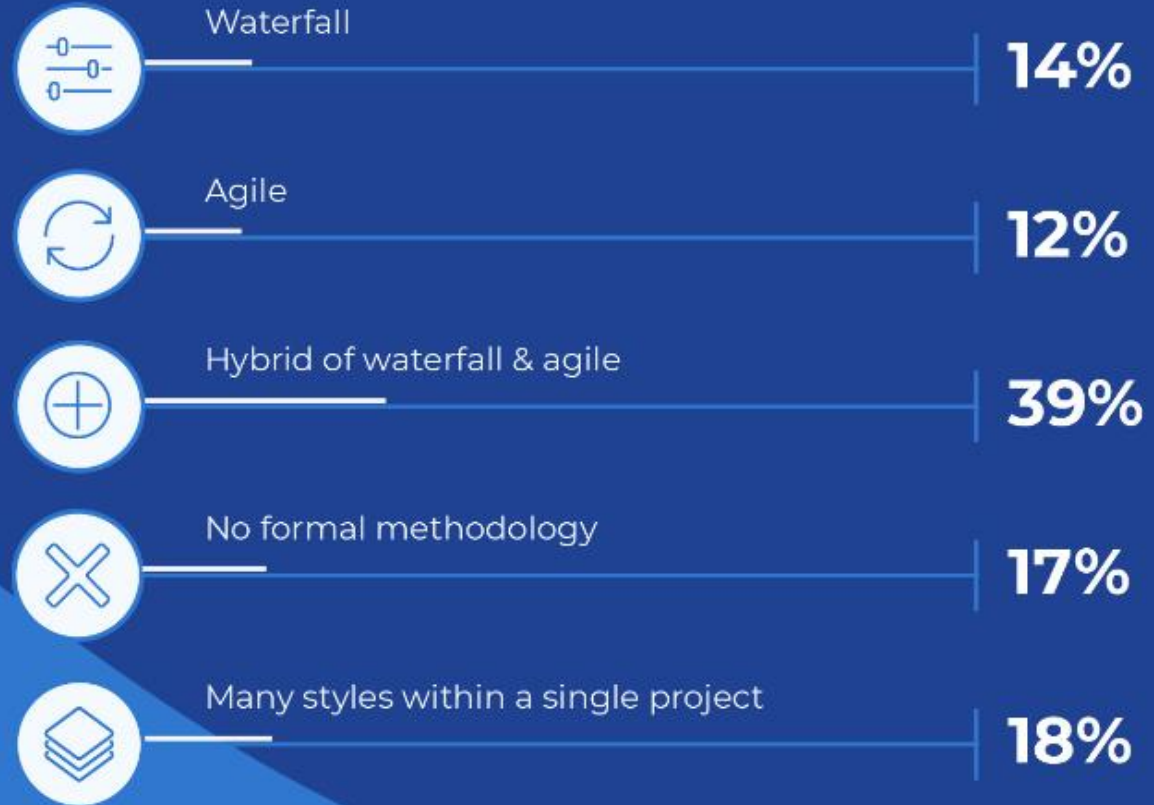 Waterfall
14%
Agile
12%
Hybrid of waterfall & agile
39%
No formal methodology
17%
Many styles within a single project
18%